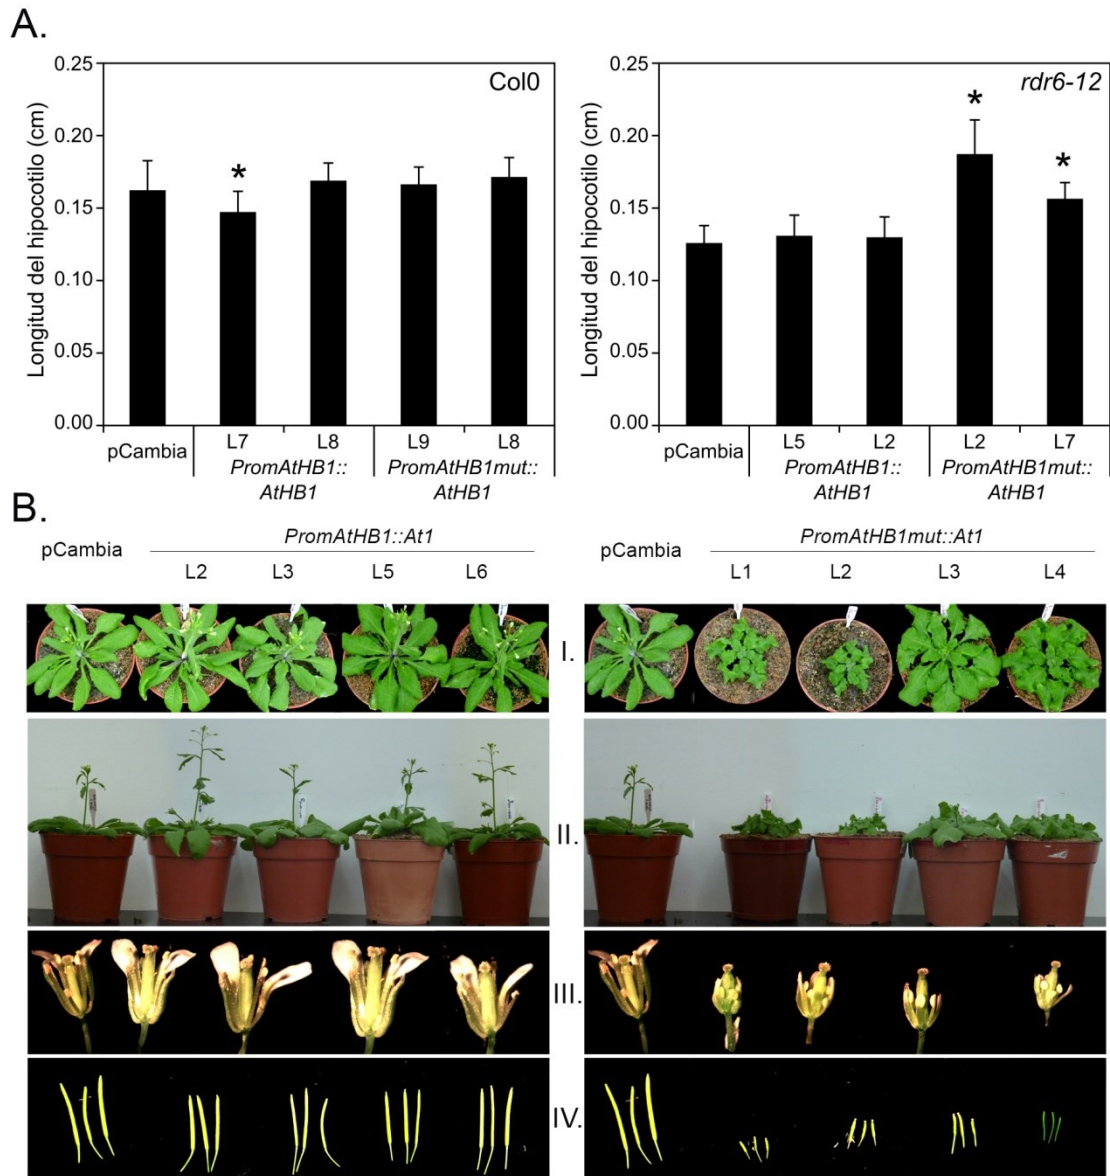 A.
Longitud del hipocotilo (cm)
0.25
0.20
0.15
0.10
0.05
0.00
Col0
*
pCambia
L7 L8 L9 L8
PromAtHB1:: PromAtHB1mut::
AtHB1 AtHB1
Longitud del hipocotilo (cm)
0.25
0.20
0.15
0.10
0.05
0.00
rdr6-12
* *
pCambia
L5 L2 L2 L7
PromAtHB1:: PromAtHB1mut::
AtHB1 AtHB1
B.
pCambia PromAtHB1::At1
L2 L3 L5 L6
pCambia PromAtHB1mut::At1
L1 L2 L3 L4
I.
II.
III.
IV.